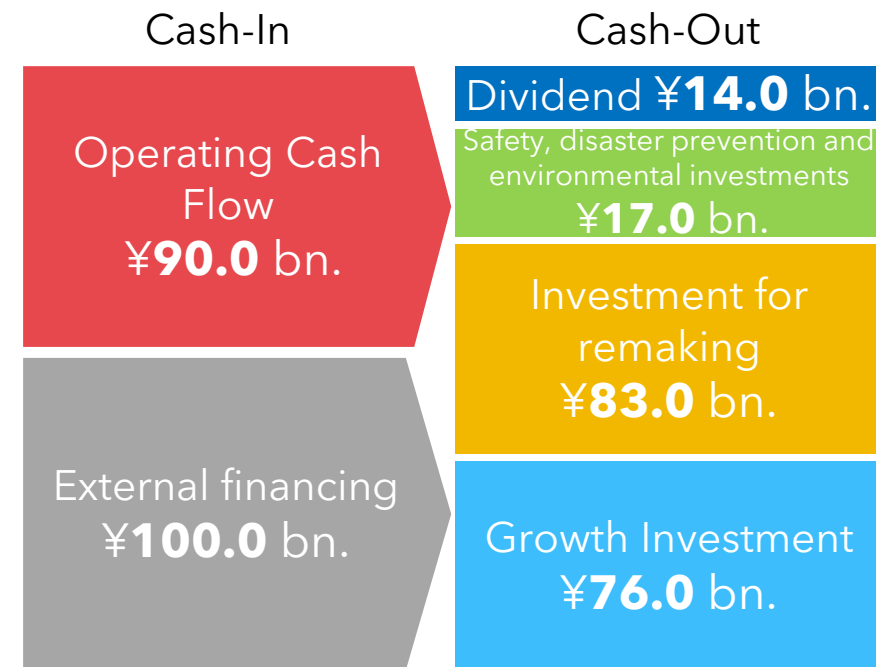 Cash-In
Cash-Out
Operating Cash
Flow
¥90.0 bn.
External financing
¥100.0 bn.
Dividend ¥14.0 bn.
Safety, disaster prevention and
environmental investments
¥17.0 bn.
Investment for
remaking
¥83.0 bn.
Growth Investment
¥76.0 bn.